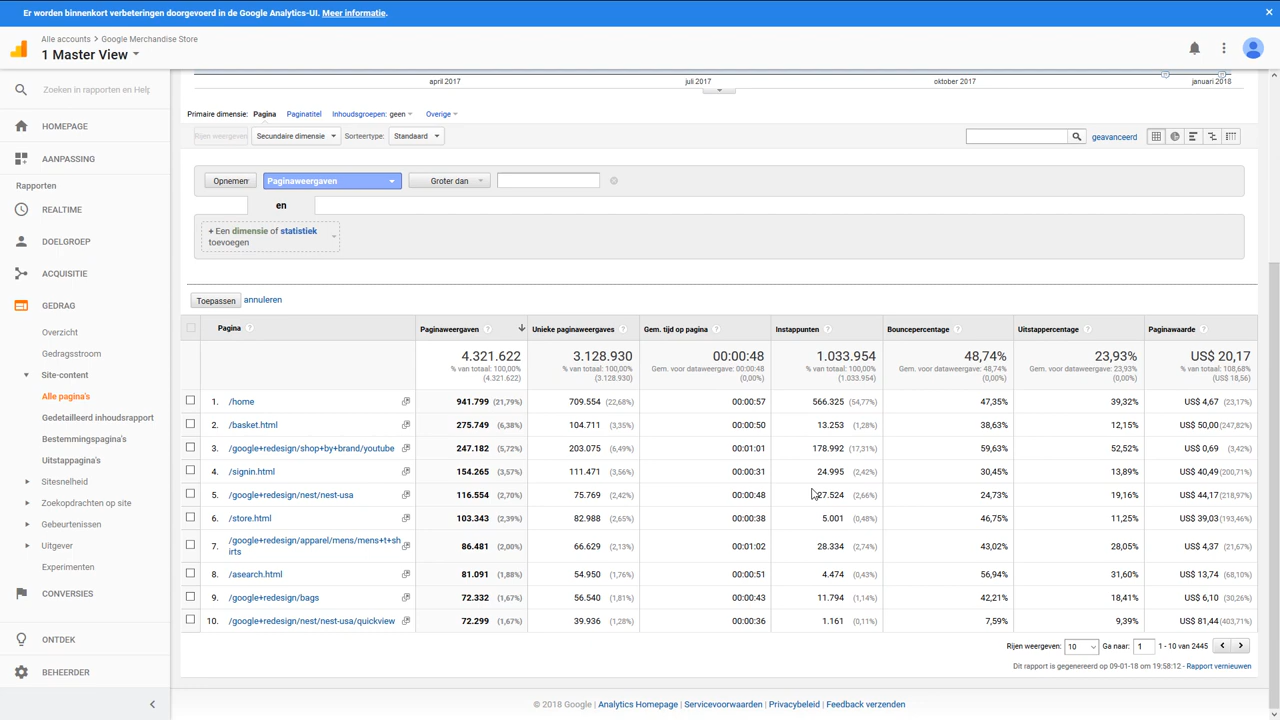 Er worden binnenkort verbeteringen doorgevoerd in de Google Analytics-UI. Meer informatie.
Alle accounts > Google Merchandise Store
1 Master View
Zoeken in rapporten en Help
HOMEPAGE
AANPASSING
Rapporten
REALTIME
DOELGROEP
ACQUISITIE
GEDRAG
Overzicht
Gedragsstroom
Site-content
Alle pagina's
Gedetailleerd inhoudsrapport
Bestemmingspagina's
Uitstappagina's
Sitesnelheid
Zoekopdrachten op site
Gebeurtenissen
Uitgever
Experimenten
CONVERSIES
ONTDEK
BEHEERDER
april 2017 juli 2017 oktober 2017 januari 2018
Primaire dimensie: Pagina Paginatitel Inhoudsgroepen: geen Overige
Rijen weergeven Secundaire dimensie Sorteertype: Standaard geavanceerd
Opnemen Paginaweergaven Groter dan
en
+ Een dimensie of statistiek
toevoegen
Toepassen annuleren
Pagina Paginaweergaven Unieke paginaweergaves Gem. tijd op pagina Instappunten Bouncepercentage Uitstappercentage Paginawaarde
4.321.622 3.128.930 00:00:48 1.033.954 48,74% 23,93% US$ 20,17
% van totaal: 100,00% % van totaal: 100,00% Gem. voor dataweergave: 00:00:48 % van totaal: 100,00% Gem. voor dataweergave: 48,74% Gem. voor dataweergave: 23,93% % van totaal: 108,68%
(4.321.622) (3.128.930) (0,00%) (1.033.954) (0,00%) (0,00%) (US$ 18,56)
1. /home 941.799 (21,79%) 709.554 (22,68%) 00:00:57 566.325 (54,77%) 47,35% 39,32% US$ 4,67 (23,17%)
2. /basket.html 275.749 (6,38%) 104.711 (3,35%) 00:00:50 13.253 (1,28%) 38,63% 12,15% US$ 50,00 (247,82%)
3. /google+redesign/shop+by+brand/youtube 247.182 (5,72%) 203.075 (6,49%) 00:01:01 178.992 (17,31%) 59,63% 52,52% US$ 0,69 (3,42%)
4. /signin.html 154.265 (3,57%) 111.471 (3,56%) 00:00:31 24.995 (2,42%) 30,45% 13,89% US$ 40,49 (200,71%)
5. /google+redesign/nest/nest-usa 116.554 (2,70%) 75.769 (2,42%) 00:00:48 27.524 (2,66%) 24,73% 19,16% US$ 44,17 (218,97%)
6. /store.html 103.343 (2,39%) 82.988 (2,65%) 00:00:38 5.001 (0,48%) 46,75% 11,25% US$ 39,03 (193,46%)
7. /google+redesign/apparel/mens/mens+t+sh
irts 86.481 (2,00%) 66.629 (2,13%) 00:01:02 28.334 (2,74%) 43,02% 28,05% US$ 4,37 (21,67%)
8. /asearch.html 81.091 (1,88%) 54.950 (1,76%) 00:00:51 4.474 (0,43%) 56,94% 31,60% US$ 13,74 (68,10%)
9. /google+redesign/bags 72.332 (1,67%) 56.540 (1,81%) 00:00:43 11.794 (1,14%) 42,21% 18,41% US$ 6,10 (30,26%)
10. /google+redesign/nest/nest-usa/quickview 72.299 (1,67%) 39.936 (1,28%) 00:00:36 1.161 (0,11%) 7,59% 9,39% US$ 81,44 (403,71%)
Rijen weergeven: 10 Ga naar: 1 1 - 10 van 2445
Dit rapport is gegenereerd op 09-01-18 om 19:58:12 - Rapport vernieuwen
© 2018 Google | Analytics Homepage | Servicevoorwaarden | Privacybeleid | Feedback verzenden